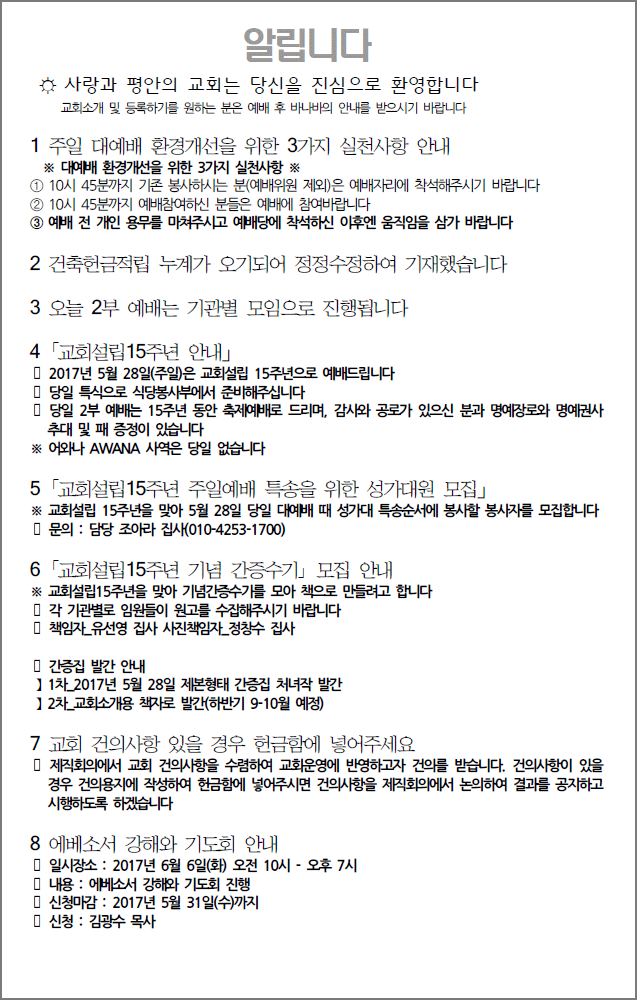 알립니다
☼ 사랑과 평안의 교회는 당신을 진심으로 환영합니다
교회소개 및 등록하기를 원하는 분은 예배 후 바나바의 안내를 받으시기 바랍니다
1 주일 대예배 환경개선을 위한 3가지 실천사항 안내
※ 대예배 환경개선을 위한 3가지 실천사항 ※
① 10시 45분까지 기존 봉사하시는 분(예배위원 제외)은 예배자리에 착석해주시기 바랍니다
② 10시 45분까지 예배참여하신 분들은 예배에 참여바랍니다
③ 예배 전 개인 용무를 마쳐주시고 예배당에 착석하신 이후엔 움직임을 삼가 바랍니다
2 건축헌금적립 누계가 오기되어 정정수정하여 기재했습니다
3 오늘 2부 예배는 기관별 모임으로 진행됩니다
4 「교회설립15주년 안내」
▯ 2017년 5월 28일(주일)은 교회설립 15주년으로 예배드립니다
▯ 당일 특식으로 식당봉사부에서 준비해주십니다
▯ 당일 2부 예배는 15주년 동안 축제예배로 드리며, 감사와 공로가 있으신 분과 명예장로와 명예권사
추대 및 패 증정이 있습니다
※ 어와나 AWANA 사역은 당일 없습니다
5 「교회설립15주년 주일예배 특송을 위한 성가대원 모집」
※ 교회설립 15주년을 맞아 5월 28일 당일 대예배 때 성가대 특송순서에 봉사할 봉사자를 모집합니다
▯ 문의 : 담당 조아라 집사(010-4253-1700)
6 「교회설립15주년 기념 간증수기」 모집 안내
※ 교회설립15주년을 맞아 기념간증수기를 모아 책으로 만들려고 합니다
▯ 각 기관별로 임원들이 원고를 수집해주시기 바랍니다
▯ 책임자_유선영 집사 사진책임자_정창수 집사
▯ 간증집 발간 안내
】 1차_2017년 5월 28일 제본형태 간증집 처녀작 발간
】 2차_교회소개용 책자로 발간(하반기 9-10월 예정)
7 교회 건의사항 있을 경우 헌금함에 넣어주세요
▯ 제직회의에서 교회 건의사항을 수렴하여 교회운영에 반영하고자 건의를 받습니다. 건의사항이 있을
경우 건의용지에 작성하여 헌금함에 넣어주시면 건의사항을 제직회의에서 논의하여 결과를 공지하고
시행하도록 하겠습니다
8 에베소서 강해와 기도회 안내
▯ 일시장소 : 2017년 6월 6일(화) 오전 10시 - 오후 7시
▯ 내용 : 에베소서 강해와 기도회 진행
▯ 신청마감 : 2017년 5월 31일(수)까지
▯ 신청 : 김광수 목사